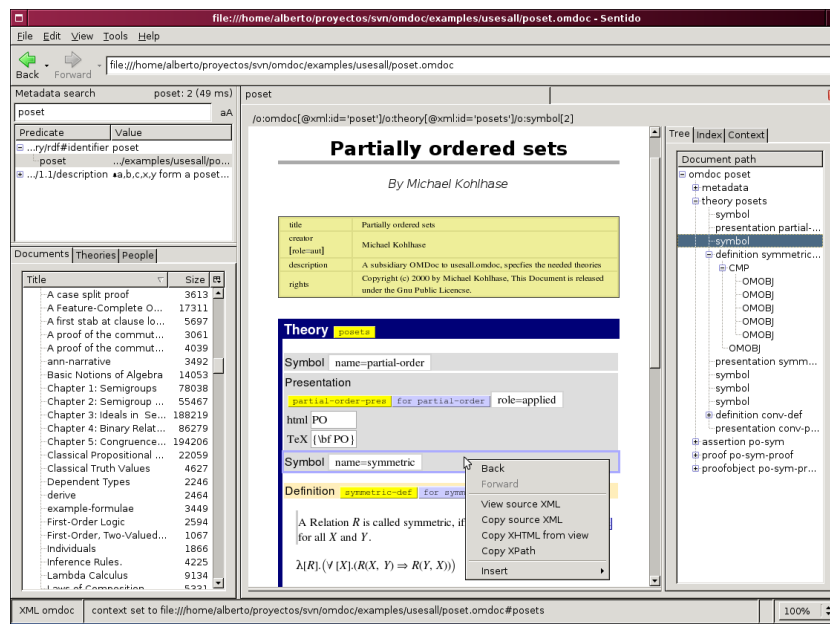 file:///home/alberto/proyectos/svn/omdoc/examples/usesall/poset.omdoc - Sentido
File Edit View Tools Help
Back Forward file:///home/alberto/proyectos/svn/omdoc/examples/usesall/poset.omdoc
Metadata search poset: 2 (49 ms)
poset aA
Predicate Value
...ry/rdf#identifier poset
poset .../examples/usesall/po...
.../1.1/description ▴a,b,c,x,y form a poset...
Documents Theories People
Title Size
A case split proof 3613
A Feature-Complete O... 17311
A first stab at clause lo... 5697
A proof of the commut... 3061
A proof of the commut... 4039
ann-narrative 3492
Basic Notions of Algebra 14053
Chapter 1: Semigroups 78038
Chapter 2: Semigroup ... 55467
Chapter 3: Ideals in Se... 188219
Chapter 4: Binary Relat... 86279
Chapter 5: Congruence... 194206
Classical Propositional ... 22059
Classical Truth Values 4627
Dependent Types 2246
derive 2464
example-formulae 3449
First-Order Logic 2594
First-Order, Two-Valued... 1067
Individuals 1866
Inference Rules. 4225
Lambda Calculus 9134
Laws of Composition 5331
poset
/o:omdoc[@xml:id='poset']/o:theory[@xml:id='posets']/o:symbol[2]
Partially ordered sets
By Michael Kohlhase
title Partially ordered sets
creator
[role=aut] Michael Kohlhase
description A subsidiary OMDoc to usesall.omdoc, specfies the needed theories
rights Copyright (c) 2000 by Michael Kohlhase, This Document is released
under the Gnu Public Licencse.
Theory posets
Symbol name=partial-order
Presentation
partial-order-pres for partial-order role=applied
html PO
TeX {\bf PO}
Symbol name=symmetric
Definition symmetric-def for symm
A Relation R is called symmetric, if
for all X and Y.
λ[R].(∀ [X].(R(X, Y) ⇒ R(Y, X)))
Back
Forward
View source XML
Copy source XML
Copy XHTML from view
Copy XPath
Insert
Tree Index Context
Document path
omdoc poset
metadata
theory posets
symbol
presentation partial-...
symbol
definition symmetric...
CMP
OMOBJ
OMOBJ
OMOBJ
OMOBJ
OMOBJ
OMOBJ
presentation symm...
symbol
symbol
symbol
definition conv-def
presentation conv-p...
assertion po-sym
proof po-sym-proof
proofobject po-sym-pr...
XML omdoc context set to file:///home/alberto/proyectos/svn/omdoc/examples/usesall/poset.omdoc#posets 100%